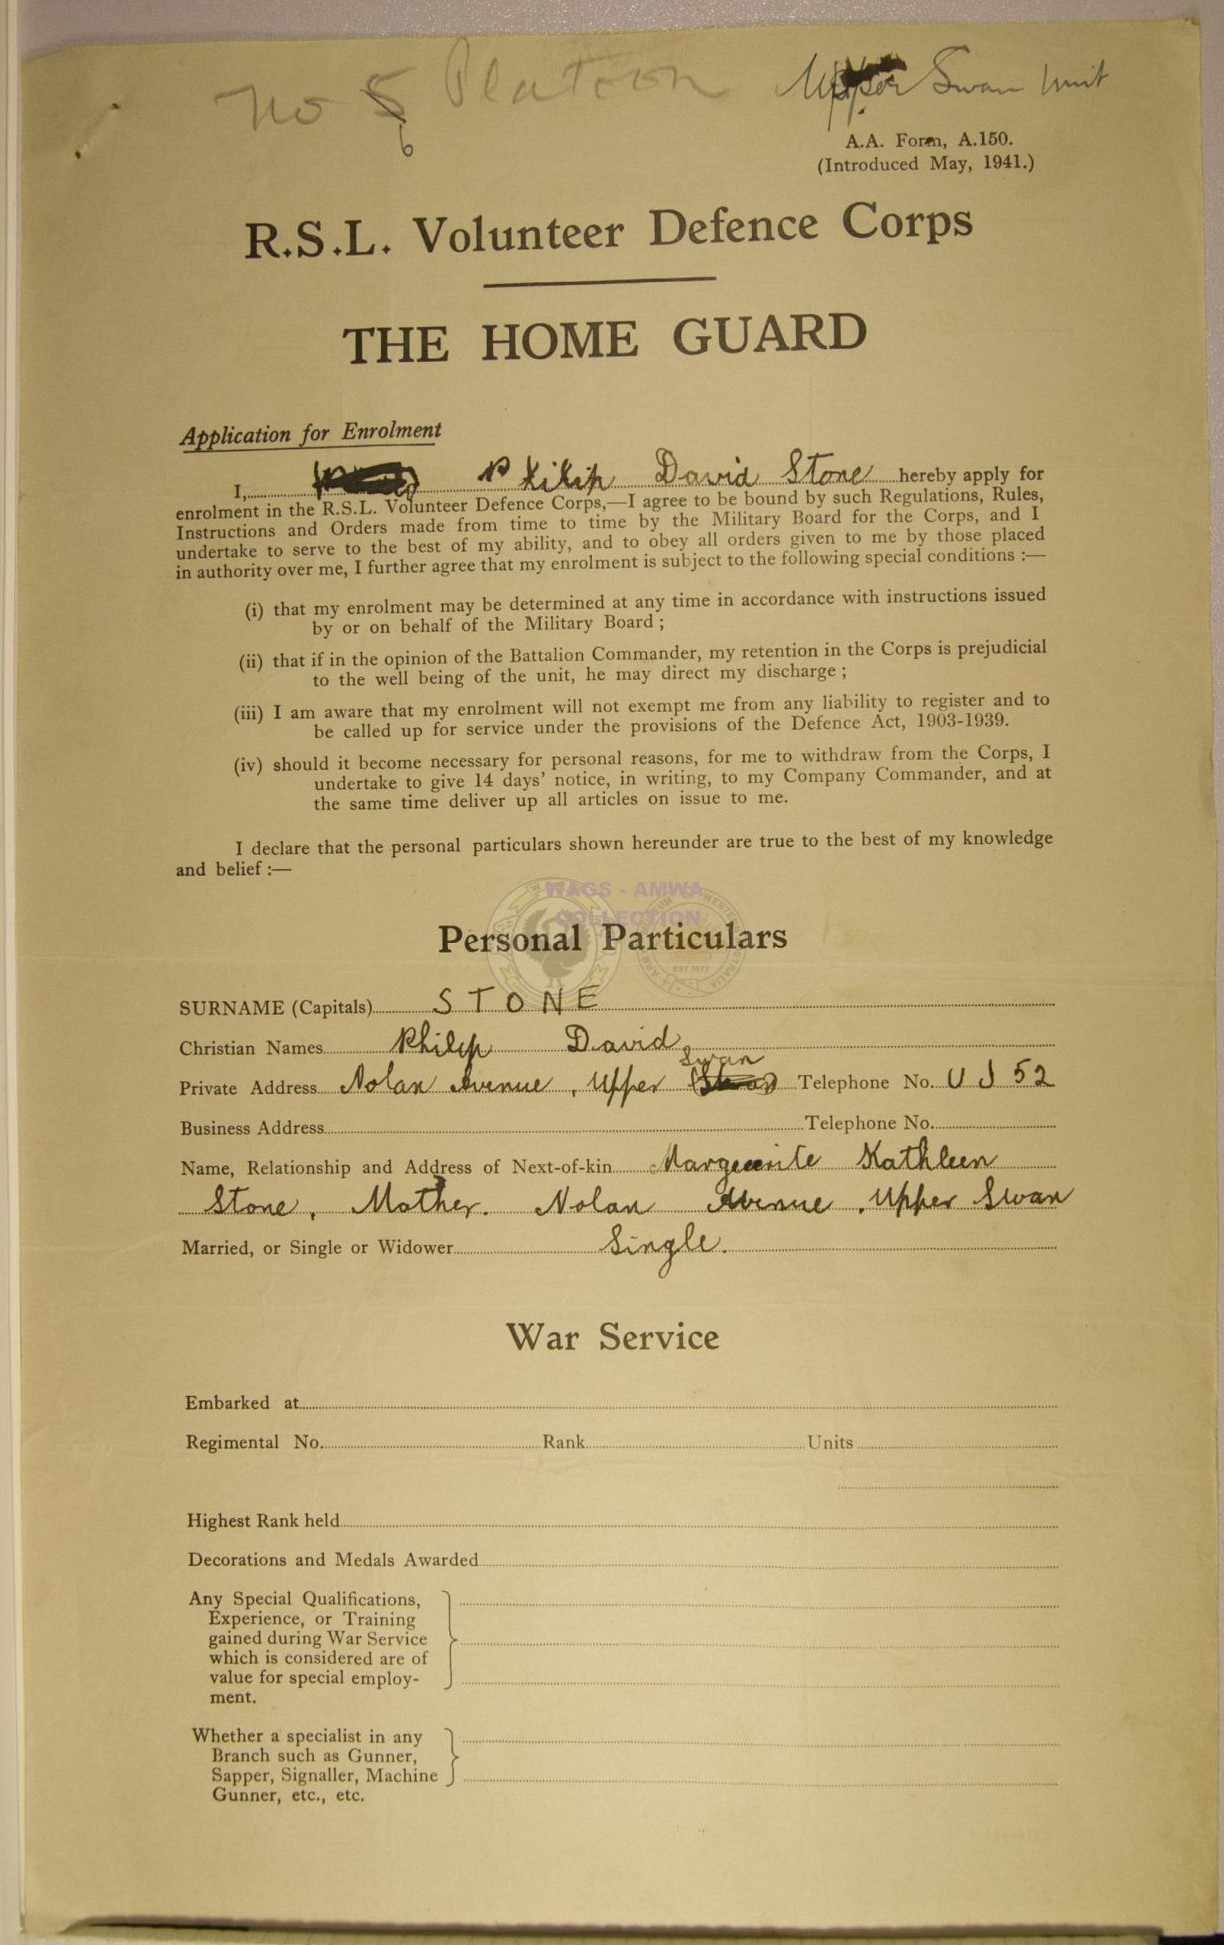 No 5 Platoon Upper Swan Unit
6
A.A. Form, A.150.
(Introduced May, 1941.)
R.S.L. Volunteer Defence Corps
THE HOME GUARD
Application for Enrolment
I, Philip David Stone hereby apply for
enrolment in the R.S.L. Volunteer Defence Corps,—I agree to be bound by such Regulations, Rules,
Instructions and Orders made from time to time by the Military Board for the Corps, and I
undertake to serve to the best of my ability, and to obey all orders given to me by those placed
in authority over me, I further agree that my enrolment is subject to the following special conditions :—
(i) that my enrolment may be determined at any time in accordance with instructions issued
by or on behalf of the Military Board ;
(ii) that if in the opinion of the Battalion Commander, my retention in the Corps is prejudicial
to the well being of the unit, he may direct my discharge ;
(iii) I am aware that my enrolment will not exempt me from any liability to register and to
be called up for service under the provisions of the Defence Act, 1903-1939.
(iv) should it become necessary for personal reasons, for me to withdraw from the Corps, I
undertake to give 14 days' notice, in writing, to my Company Commander, and at
the same time deliver up all articles on issue to me.
I declare that the personal particulars shown hereunder are true to the best of my knowledge
and belief :—
WAGS - AMWA
COLLECTION
Personal Particulars
SURNAME (Capitals) STONE
Christian Names Philip David
Swan
Private Address Nolan Avenue, Upper Telephone No. U J 52
Business Address Telephone No.
Name, Relationship and Address of Next-of-kin Marguerite Kathleen
Stone, Mother. Nolan Avenue, Upper Swan
Married, or Single or Widower Single.
War Service
Embarked at
Regimental No. Rank Units
Highest Rank held
Decorations and Medals Awarded
Any Special Qualifications,
Experience, or Training
gained during War Service
which is considered are of
value for special employ-
ment.
Whether a specialist in any
Branch such as Gunner,
Sapper, Signaller, Machine
Gunner, etc., etc.